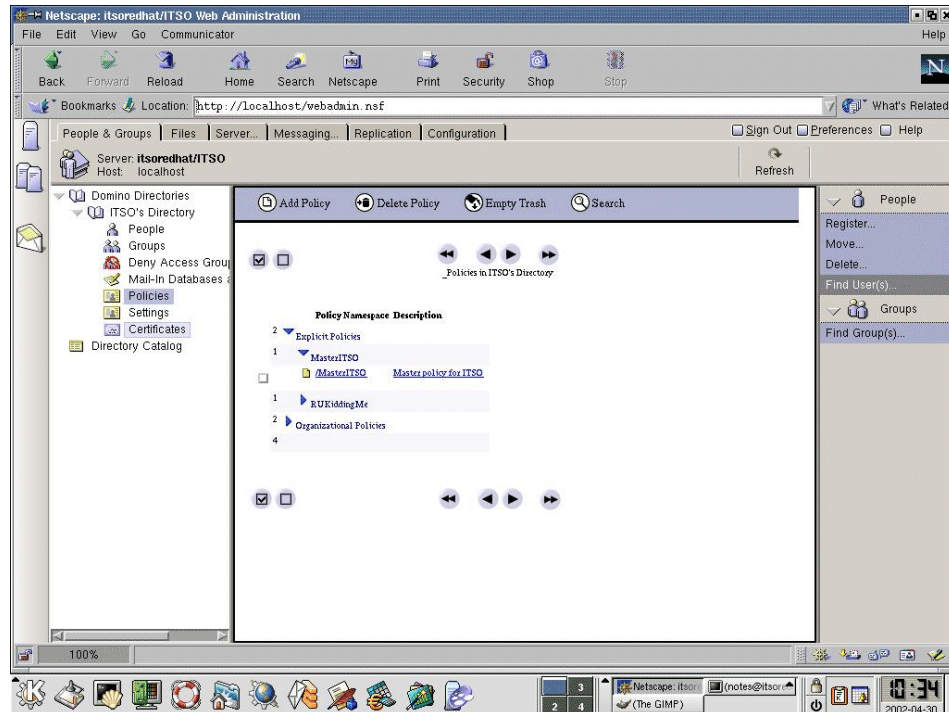 Netscape: itsoredhat/ITSO Web Administration
File Edit View Go Communicator Help
Back Forward Reload Home Search Netscape Print Security Shop Stop
My
N
Bookmarks Location: http://localhost/webadmin.nsf What's Related
People & Groups Files Server... Messaging... Replication Configuration Sign Out Preferences Help
Server: itsoredhat/ITSO
Host: localhost
Refresh
Domino Directories
ITSO's Directory
People
Groups
Deny Access Group
Mail-In Databases a
Policies
Settings
Certificates
Directory Catalog
Add Policy Delete Policy Empty Trash Search
_Policies in ITSO's Directory
Policy Namespace Description
2 Explicit Policies
1 MasterITSO
/MasterITSO Master policy for ITSO
1 RUKiddingMe
2 Organizational Policies
4
People
Register...
Move...
Delete...
Find User(s)...
Groups
Find Group(s)...
100%
3
2 4
Netscape: itsor
(notes@itsore
(The GIMP)
10:34
2002-04-30